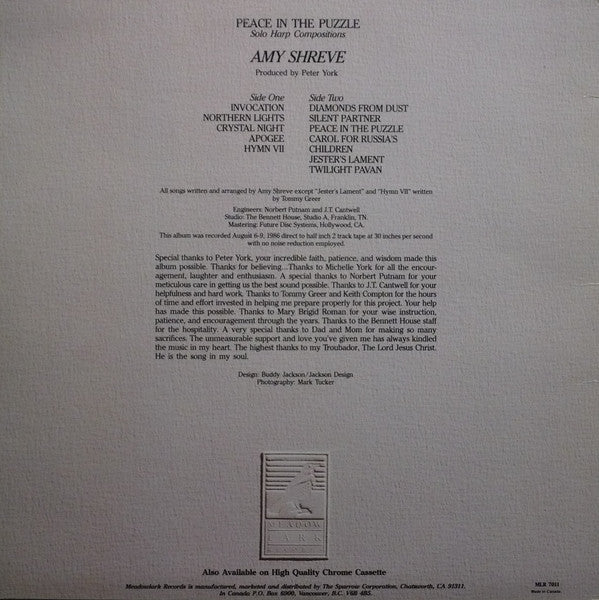 PEACE IN THE PUZZLE
Solo Harp Compositions
AMY SHREVE
Produced by Peter York
Side One
INVOCATION
NORTHERN LIGHTS
CRYSTAL NIGHT
APOGEE
HYMN VII
Side Two
DIAMONDS FROM DUST
SILENT PARTNER
PEACE IN THE PUZZLE
CAROL FOR RUSSIA'S
CHILDREN
JESTER'S LAMENT
TWILIGHT PAVAN
All songs written and arranged by Amy Shreve except "Jester's Lament" and "Hymn VII" written
by Tommy Greer
Engineers: Norbert Putnam and J.T. Cantwell
Studio: The Bennett House, Studio A, Franklin, TN.
Mastering: Future Disc Systems, Hollywood, CA.
This album was recorded August 6-9, 1986 direct to half inch 2 track tape at 30 inches per second
with no noise reduction employed.
Special thanks to Peter York, your incredible faith, patience, and wisdom made this
album possible. Thanks for believing...Thanks to Michelle York for all the encour-
agement, laughter and enthusiasm. A special thanks to Norbert Putnam for your
meticulous care in getting us the best sound possible. Thanks to J.T. Cantwell for your
helpfulness and hard work. Thanks to Tommy Greer and Keith Compton for the hours
of time and effort invested in helping me prepare properly for this project. Your help
has made this possible. Thanks to Mary Brigid Roman for your wise instruction,
patience, and encouragement through the years. Thanks to the Bennett House staff
for the hospitality. A very special thanks to Dad and Mom for making so many
sacrifices. The unmeasurable support and love you've given me has always kindled
the music in my heart. The highest thanks to my Troubador, The Lord Jesus Christ.
He is the song in my soul.
Design: Buddy Jackson/Jackson Design
Photography: Mark Tucker
MEADOW
LARK
Also Available on High Quality Chrome Cassette
Meadowlark Records is manufactured, marketed and distributed by The Sparrow Corporation, Chatsworth, CA 91311.
In Canada P.O. Box 6900, Vancouver, B.C. V6B 4B5.
MLR 7011
Made in Canada